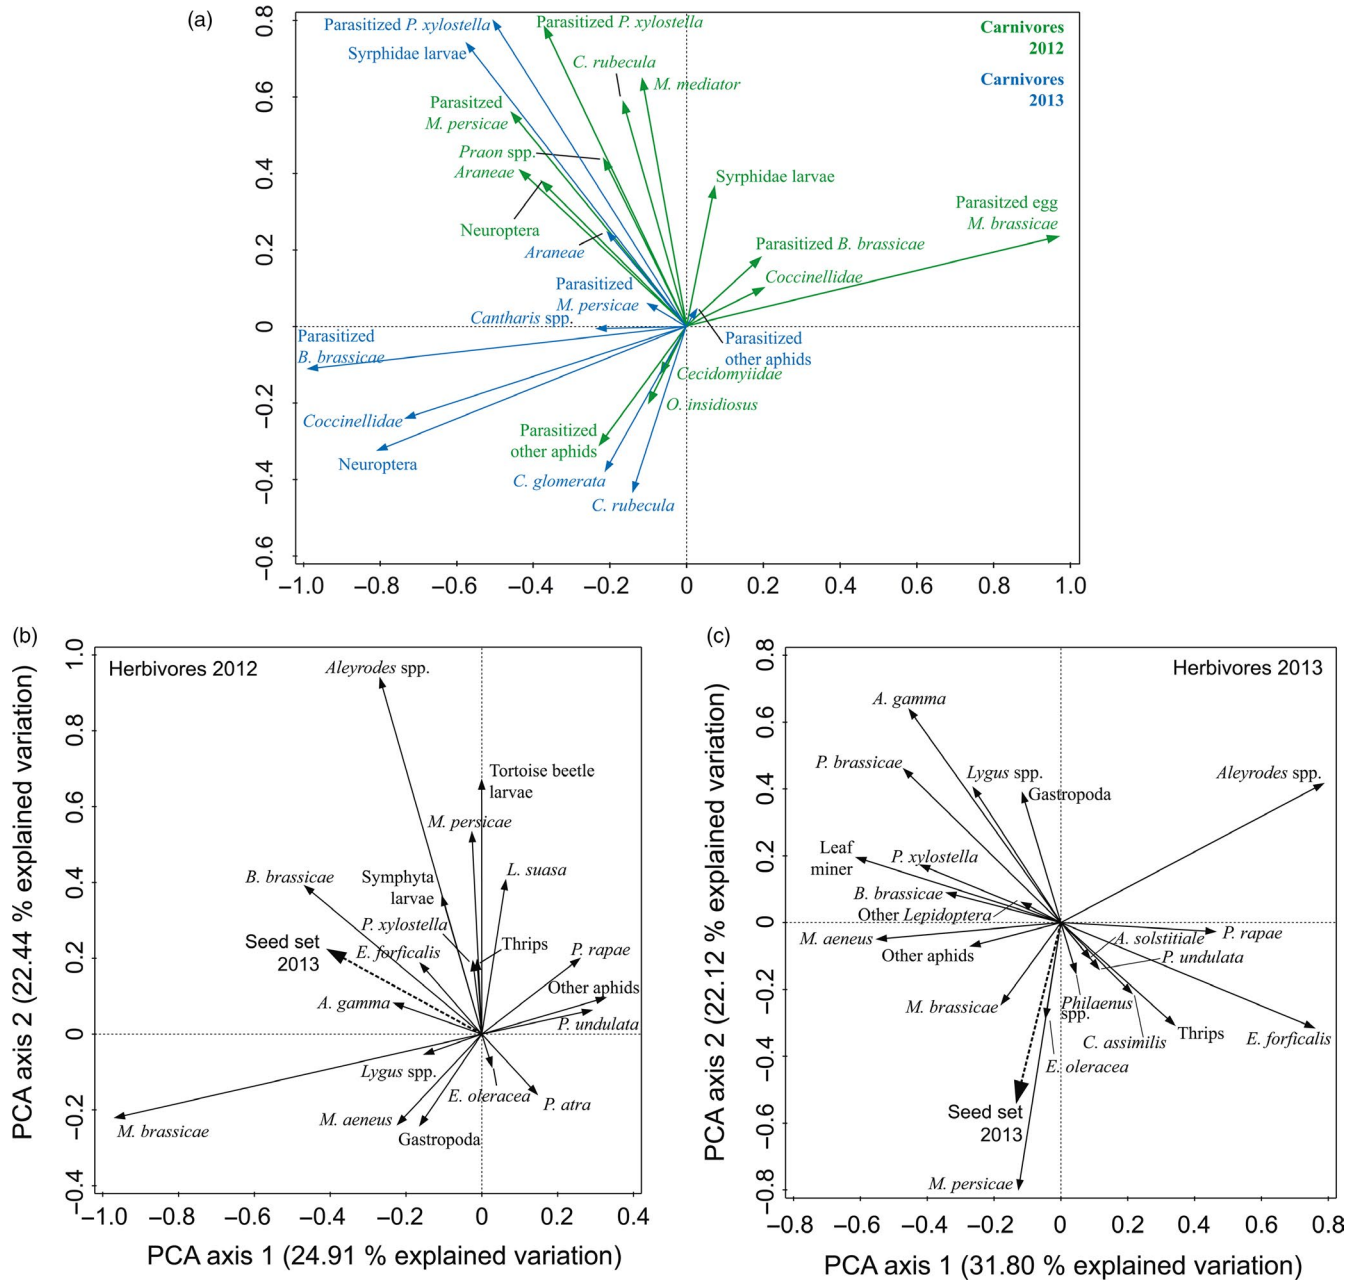 (a)
0.8
0.6
0.4
0.2
0
−0.2
−0.4
−0.6
−1.0
−0.8
−0.6
−0.4
−0.2
0
0.2
0.4
0.6
0.8
1.0
Carnivores
2012
Carnivores
2013
Parasitized P. xylostella
Parasitized P. xylostella
Syrphidae larvae
C. rubecula
M. mediator
Parasitzed
M. persicae
Praon spp.
Araneae
Neuroptera
Araneae
Syrphidae larvae
Parasitzed egg
M. brassicae
Parasitized B. brassicae
Coccinellidae
Parasitized
M. persicae
Cantharis spp.
Parasitized
B. brassicae
Parasitized
other aphids
Cecidomyiidae
O. insidiosus
Coccinellidae
Neuroptera
Parasitized
other aphids
C. glomerata
C. rubecula
(b)
Herbivores 2012
PCA axis 2 (22.44 % explained variation)
1.0
0.8
0.6
0.4
0.2
0
−0.2
−0.4
Aleyrodes spp.
Tortoise beetle
larvae
M. persicae
B. brassicae
Symphyta
larvae
L. suasa
P. xylostella
Seed set
2013
E. forficalis
Thrips
P. rapae
A. gamma
Other aphids
P. undulata
Lygus spp.
E. oleracea
P. atra
M. brassicae
M. aeneus
Gastropoda
−1.0
−0.8
−0.6
−0.4
−0.2
0
0.2
0.4
PCA axis 1 (24.91 % explained variation)
(c)
Herbivores 2013
PCA axis 2 (22.12 % explained variation)
0.8
0.6
0.4
0.2
0
−0.2
−0.4
−0.6
−0.8
A. gamma
P. brassicae
Lygus spp.
Gastropoda
Aleyrodes spp.
Leaf
miner
P. xylostella
B. brassicae
Other Lepidoptera
M. aeneus
Other aphids
A. solstitiale
P. rapae
P. undulata
M. brassicae
Philaenus
spp.
C. assimilis
Thrips
E. forficalis
E. oleracea
Seed set
2013
M. persicae
−0.8
−0.6
−0.4
−0.2
0
0.2
0.4
0.6
0.8
PCA axis 1 (31.80 % explained variation)